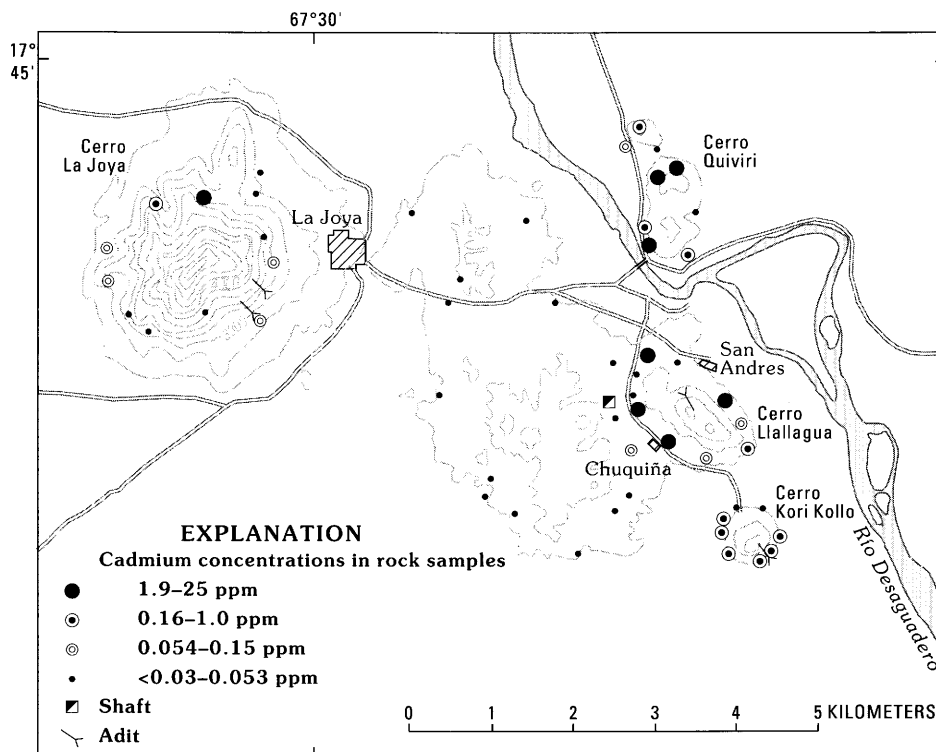 67°30'
17°
45'
Cerro
La Joya
La Joya
Cerro
Quiviri
San
Andres
Cerro
Llallagua
Chuquiña
Cerro
Kori Kollo
Río Desaguadero
EXPLANATION
Cadmium concentrations in rock samples
1.9–25 ppm
0.16–1.0 ppm
0.054–0.15 ppm
<0.03–0.053 ppm
Shaft
Adit
0 1 2 3 4 5 KILOMETERS